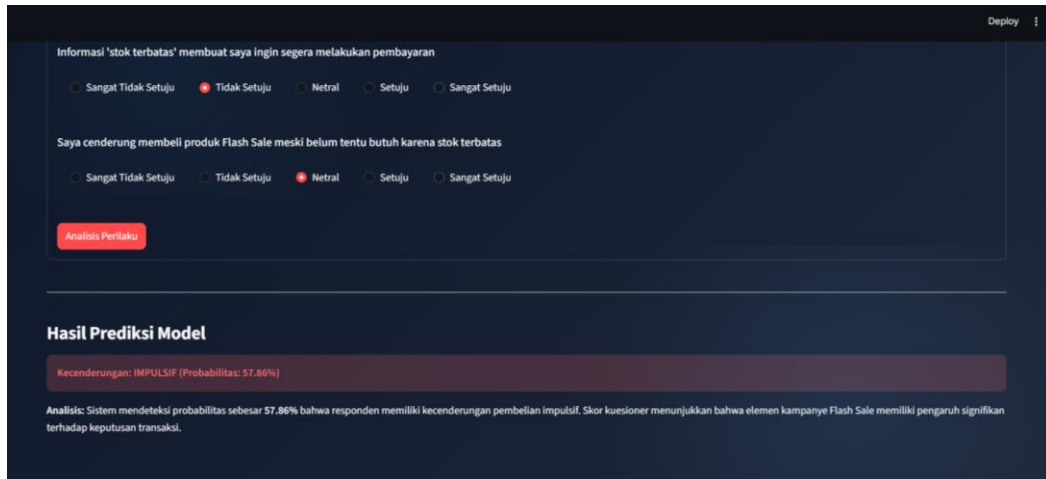 Deploy
Informasi 'stok terbatas' membuat saya ingin segera melakukan pembayaran
Sangat Tidak Setuju Tidak Setuju Netral Setuju Sangat Setuju
Saya cenderung membeli produk Flash Sale meski belum tentu butuh karena stok terbatas
Sangat Tidak Setuju Tidak Setuju Netral Setuju Sangat Setuju
Analisis Perilaku
Hasil Prediksi Model
Kecenderungan: IMPULSIF (Probabilitas: 57.86%)
Analisis: Sistem mendeteksi probabilitas sebesar 57.86% bahwa responden memiliki kecenderungan pembelian impulsif. Skor kuesioner menunjukkan bahwa elemen kampanye Flash Sale memiliki pengaruh signifikan
terhadap keputusan transaksi.